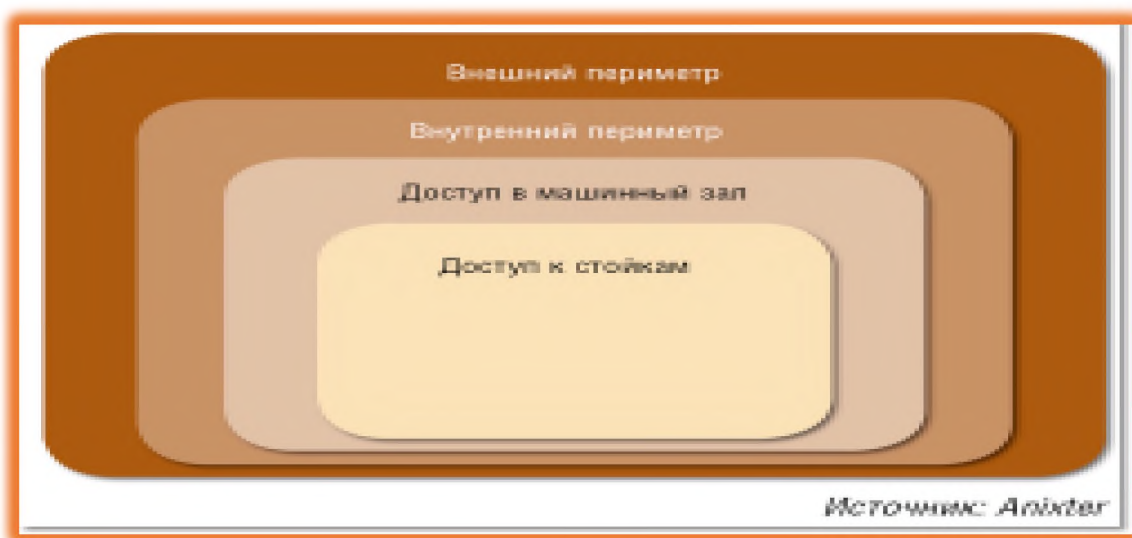 Внешний периметр
Внутренний периметр
Доступ в машинный зал
Доступ к стойкам
Источник: Anixter